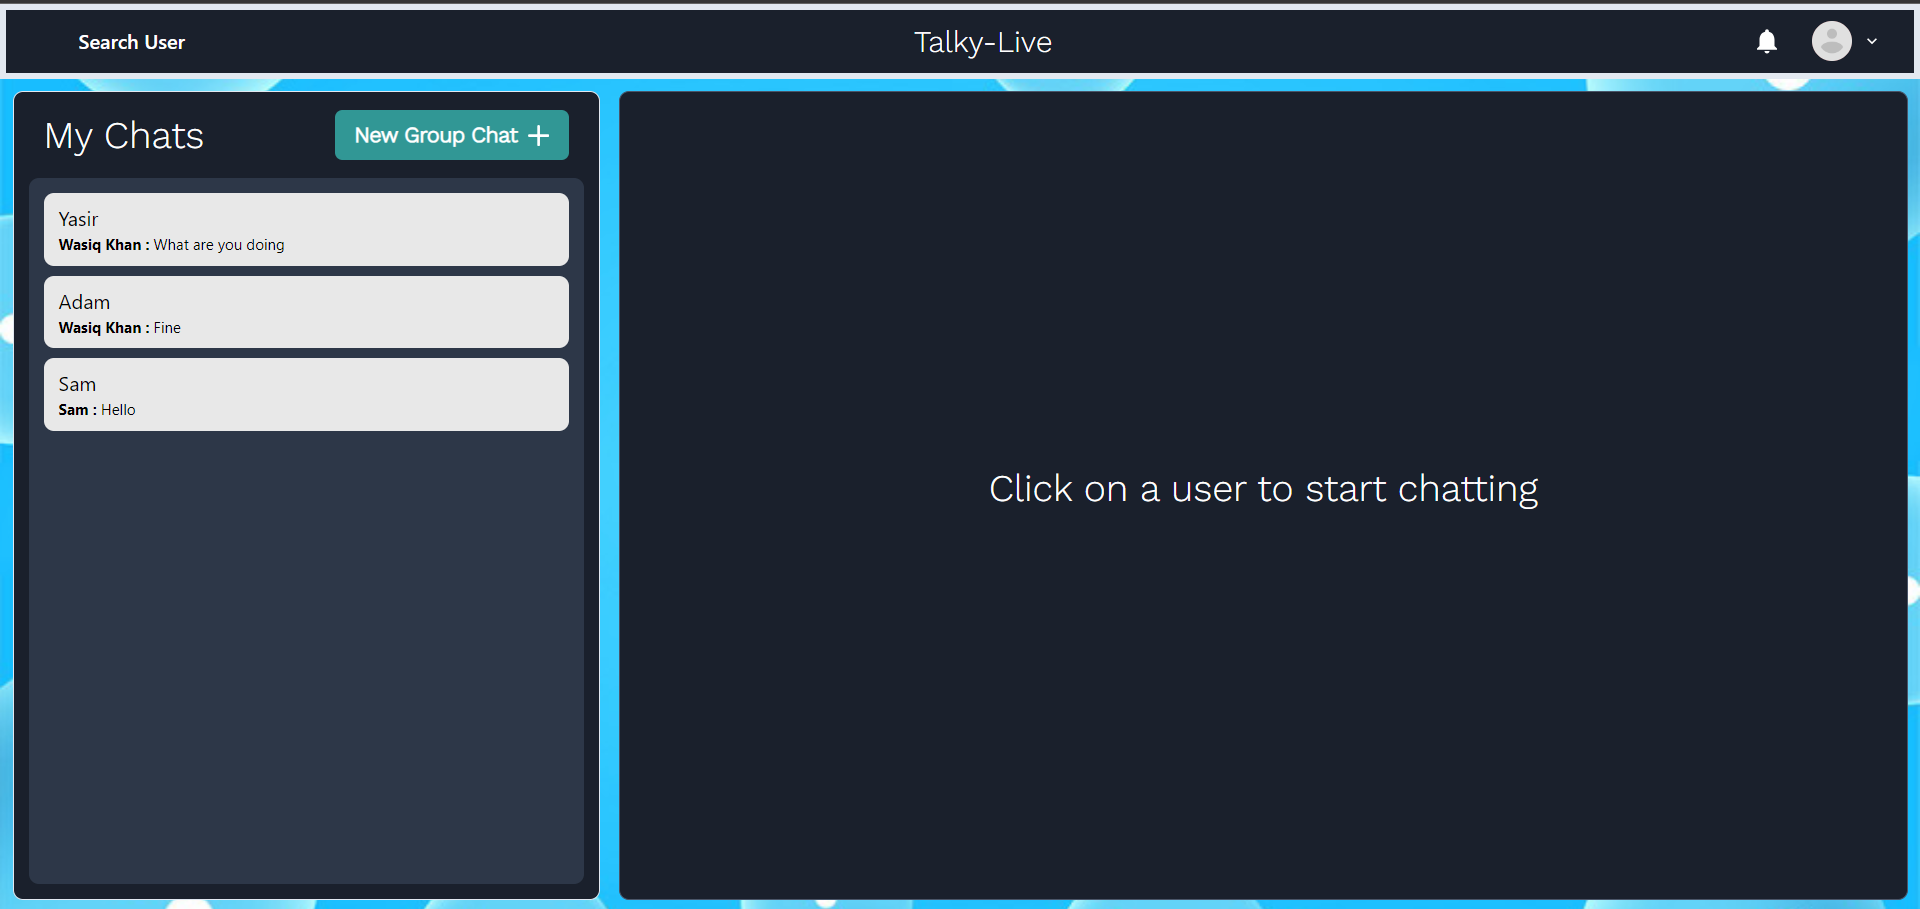 Search User
Talky-Live
My Chats
New Group Chat
Yasir
Wasiq Khan : What are you doing
Adam
Wasiq Khan : Fine
Sam
Sam : Hello
Click on a user to start chatting